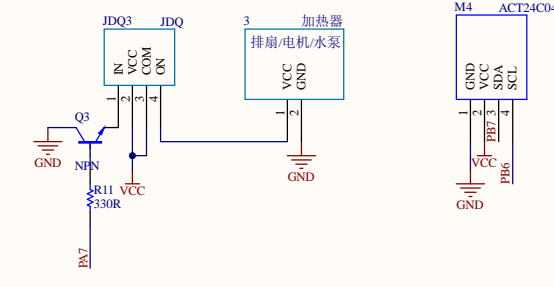 JDQ3 JDQ
IN
VCC
COM
ON
1
2
3
4
Q3
GND
NPN
VCC
R11
330R
PA7
3 加热器
排扇/电机/水泵
VCC
GND
1
2
GND
M4 ACT24C04
GND
VCC
SDA
SCL
1
2
3
4
PB7
VCC
PB6
GND